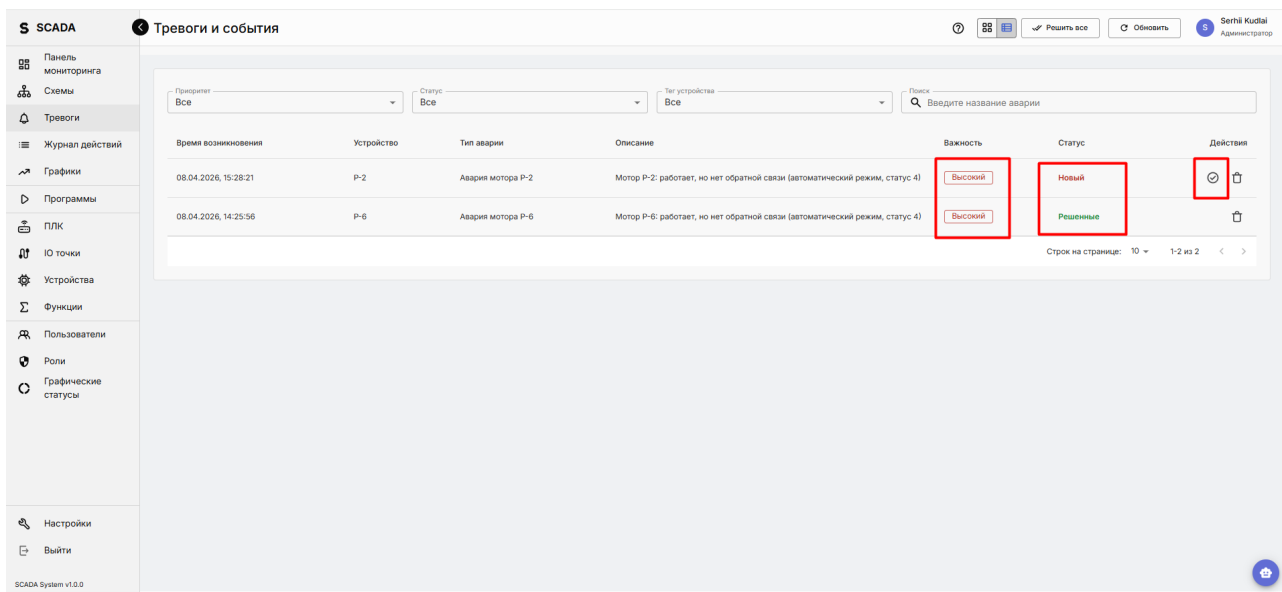 S SCADA
Тревоги и события
Решить все
Обновить
S
Serhii Kudlai
Администратор
Панель
мониторинга
Схемы
Тревоги
Журнал действий
Графики
Программы
ПЛК
IO точки
Устройства
Функции
Пользователи
Роли
Графические
статусы
Настройки
Выйти
SCADA System v1.0.0
Приоритет
Все
Статус
Все
Тег устройства
Все
Поиск
Введите название аварии
Время возникновения Устройство Тип аварии Описание Важность Статус Действия
08.04.2026, 15:28:21 P-2 Авария мотора P-2 Мотор P-2: работает, но нет обратной связи (автоматический режим, статус 4) Высокий Новый
08.04.2026, 14:25:56 P-6 Авария мотора P-6 Мотор P-6: работает, но нет обратной связи (автоматический режим, статус 4) Высокий Решенные
Строк на странице: 10 1-2 из 2